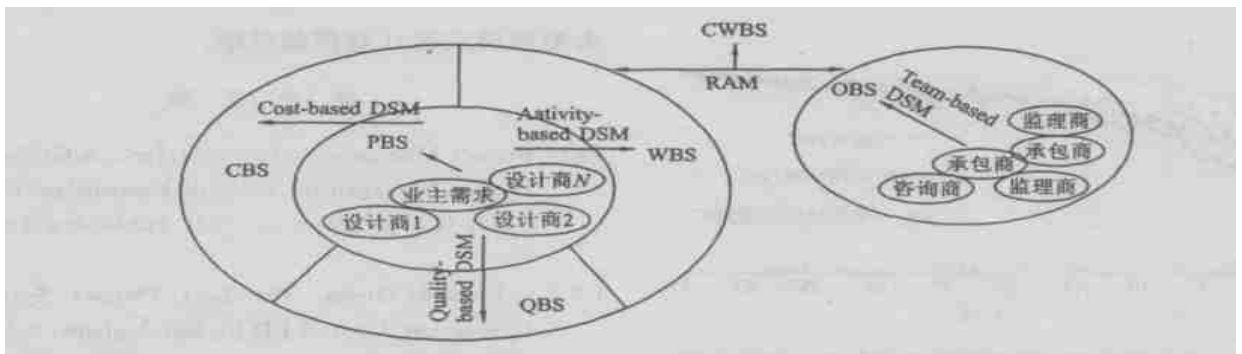 CWBS
RAM
Cost-based DSM
Aativity-
based DSM
PBS
WBS
CBS
设计商N
业主需求
设计商1
设计商2
Quality-
based DSM
QBS
OBS
Team-based
DSM
监理商
承包商
承包商
咨询商
监理商